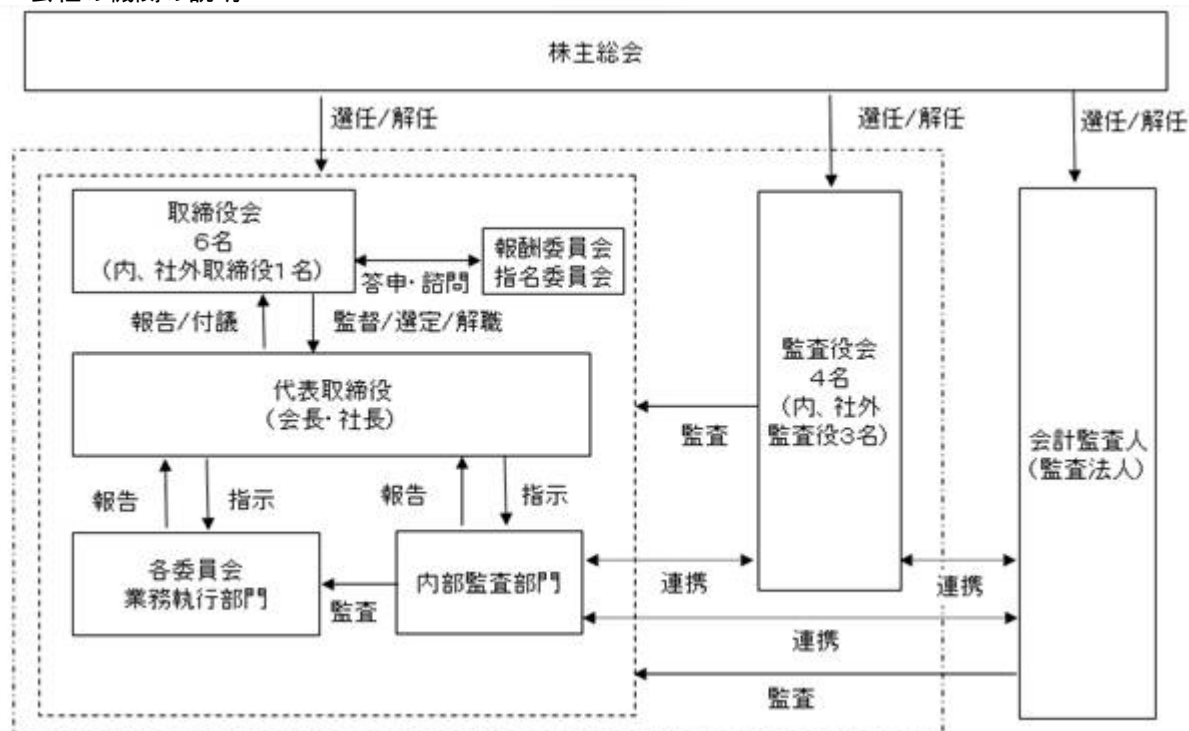 株主総会
選任/解任
選任/解任
選任/解任
取締役会
6名
(内、社外取締役1名)
報酬委員会
指名委員会
答申・諮問
報告/付議
監督/選定/解職
代表取締役
(会長・社長)
監査役会
4名
(内、社外
監査役3名)
監査
会計監査人
(監査法人)
報告
指示
報告
指示
各委員会
業務執行部門
監査
内部監査部門
連携
連携
連携
監査